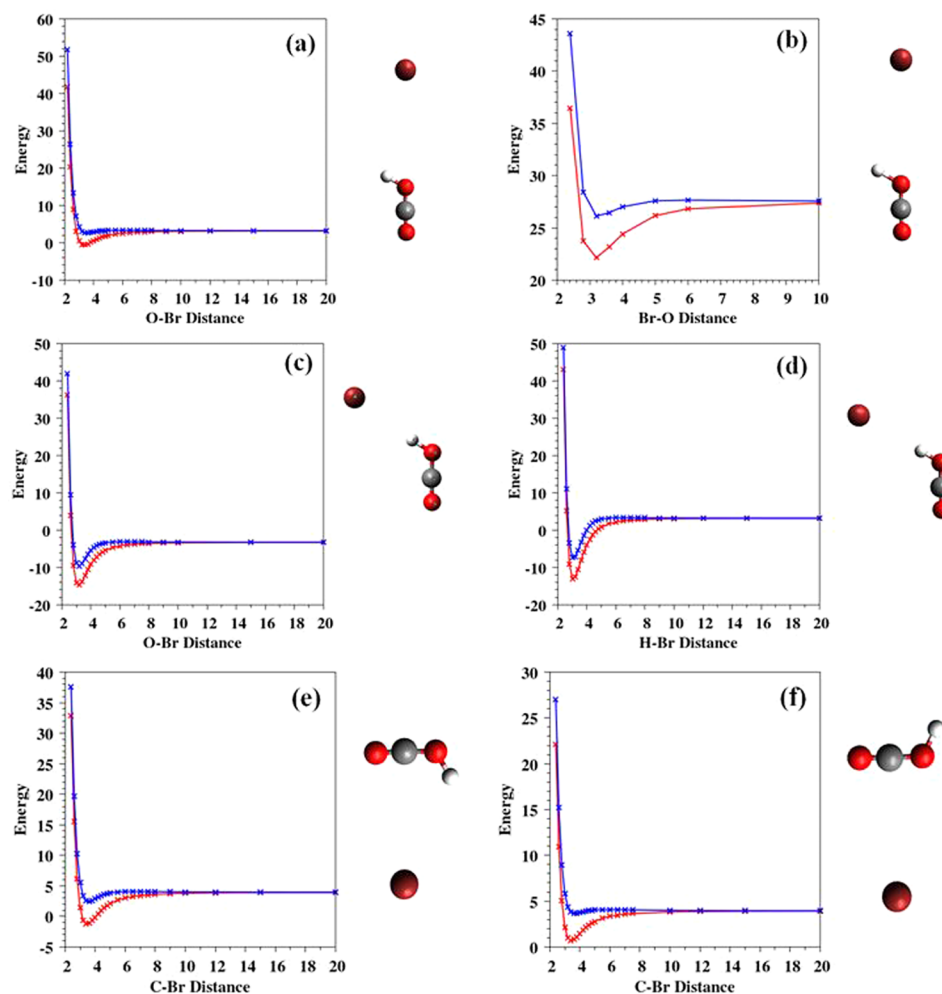 60
50
40
30
20
10
0
-10
Energy
(a)
2 4 6 8 10 12 14 16 18 20
O-Br Distance
45
40
35
30
25
20
Energy
(b)
2 3 4 5 6 7 8 9 10
Br-O Distance
50
40
30
20
10
0
-10
-20
Energy
(c)
2 4 6 8 10 12 14 16 18 20
O-Br Distance
50
40
30
20
10
0
-10
-20
Energy
(d)
2 4 6 8 10 12 14 16 18 20
H-Br Distance
40
35
30
25
20
15
10
5
0
-5
Energy
(e)
2 4 6 8 10 12 14 16 18 20
C-Br Distance
30
25
20
15
10
5
0
Energy
(f)
2 4 6 8 10 12 14 16 18 20
C-Br Distance